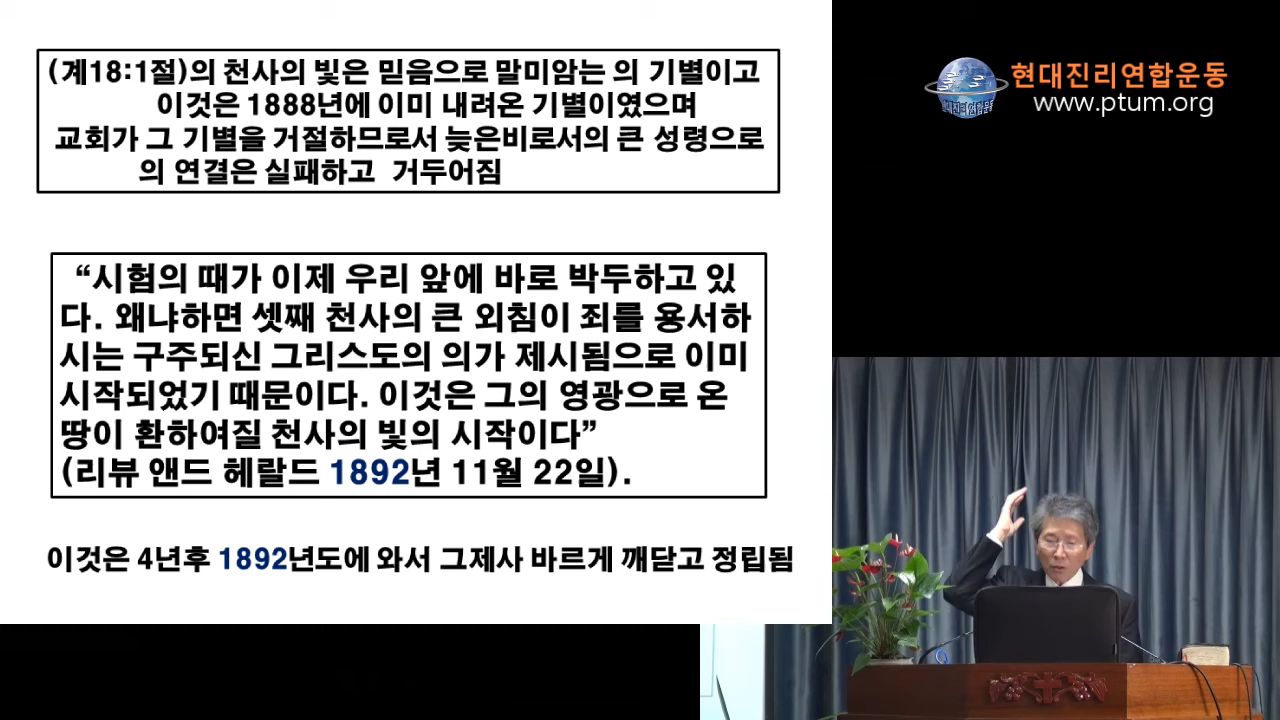 (계18:1절)의 천사의 빛은 믿음으로 말미암는 의 기별이고
이것은 1888년에 이미 내려온 기별이였으며
교회가 그 기별을 거절하므로서 늦은비로서의 큰 성령으로
의 연결은 실패하고 거두어짐
“시험의 때가 이제 우리 앞에 바로 박두하고 있
다. 왜냐하면 셋째 천사의 큰 외침이 죄를 용서하
시는 구주되신 그리스도의 의가 제시됨으로 이미
시작되었기 때문이다. 이것은 그의 영광으로 온
땅이 환하여질 천사의 빛의 시작이다”
(리뷰 앤드 헤랄드 1892년 11월 22일).
이것은 4년후 1892년도에 와서 그제사 바르게 깨닫고 정립됨
현대진리연합운동
www.ptum.org